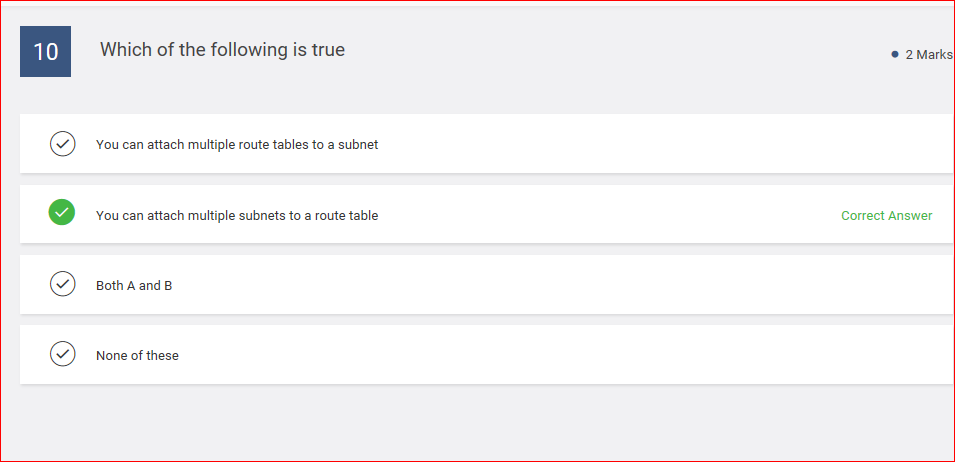 10
Which of the following is true
2 Marks
You can attach multiple route tables to a subnet
You can attach multiple subnets to a route table
Correct Answer
Both A and B
None of these